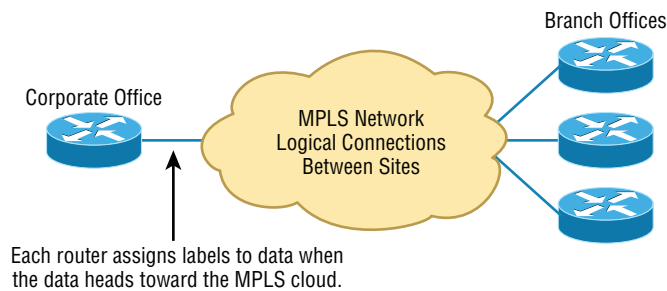 Branch Offices
Corporate Office
MPLS Network
Logical Connections
Between Sites
Each router assigns labels to data when
the data heads toward the MPLS cloud.